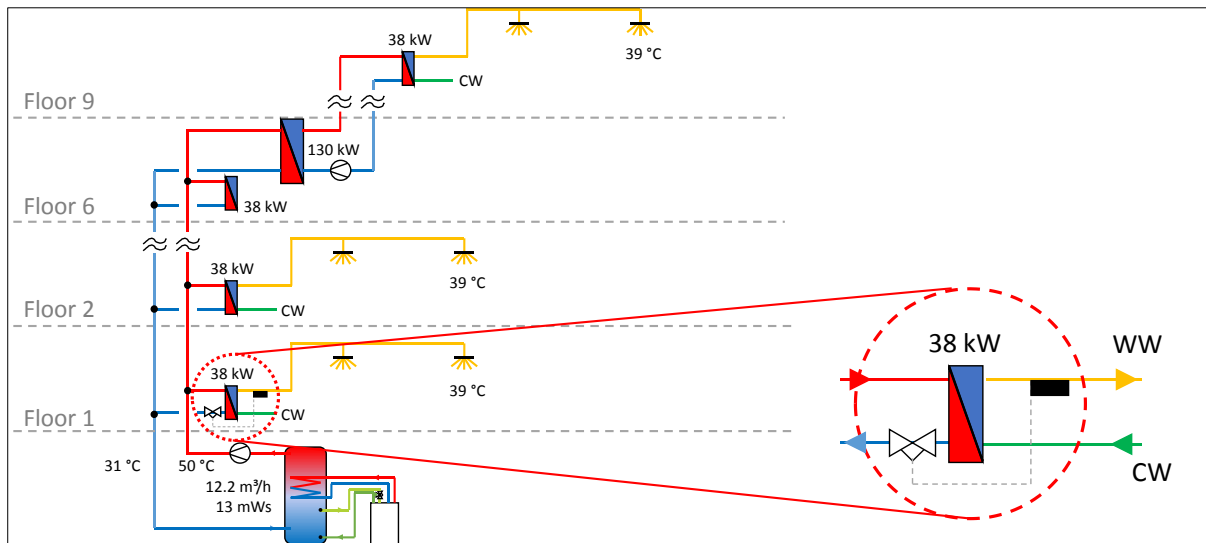 38 kW
39 °C
CW
Floor 9
130 kW
38 kW
Floor 6
38 kW
39 °C
CW
Floor 2
38 kW
39 °C
CW
Floor 1
38 kW
WW
CW
31 °C
50 °C
12.2 m³/h
13 mWs